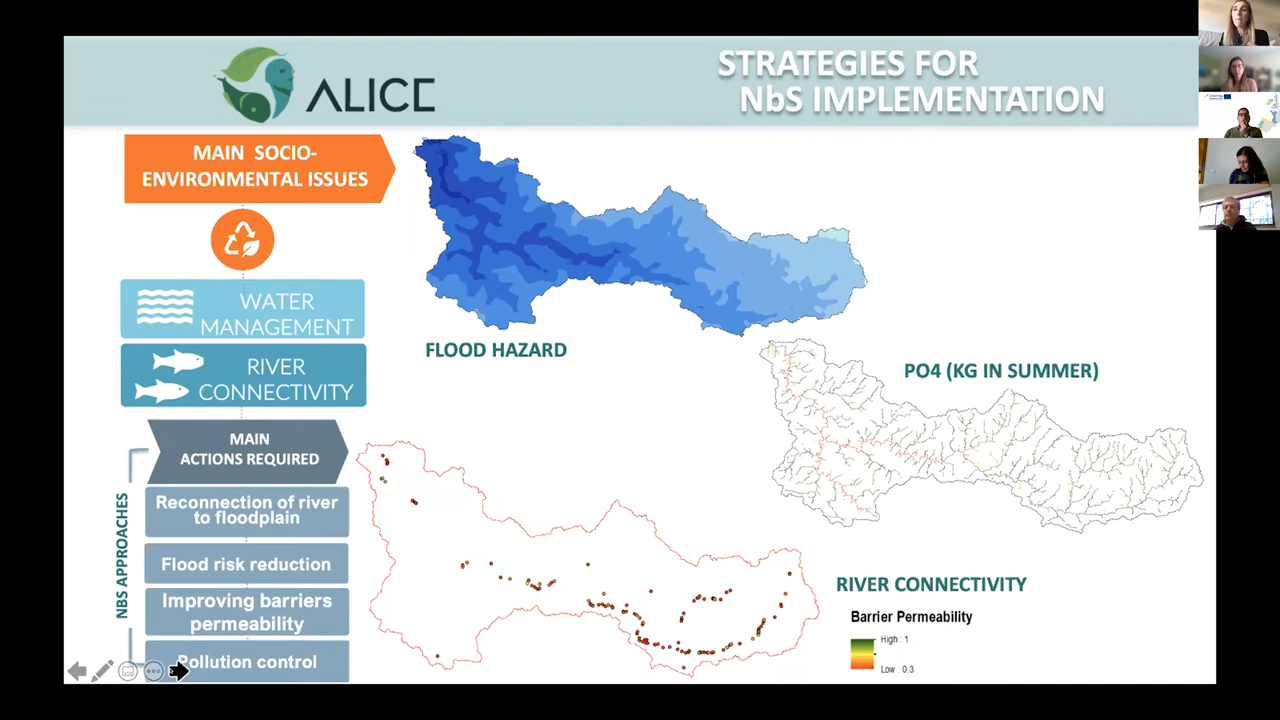 ALICE
STRATEGIES FOR
NbS IMPLEMENTATION
MAIN SOCIO-
ENVIRONMENTAL ISSUES
WATER
MANAGEMENT
RIVER
CONNECTIVITY
MAIN
ACTIONS REQUIRED
NBS APPROACHES
Reconnection of river
to floodplain
Flood risk reduction
Improving barriers
permeability
Pollution control
FLOOD HAZARD
PO4 (KG IN SUMMER)
RIVER CONNECTIVITY
Barrier Permeability
High : 1
Low : 0.3